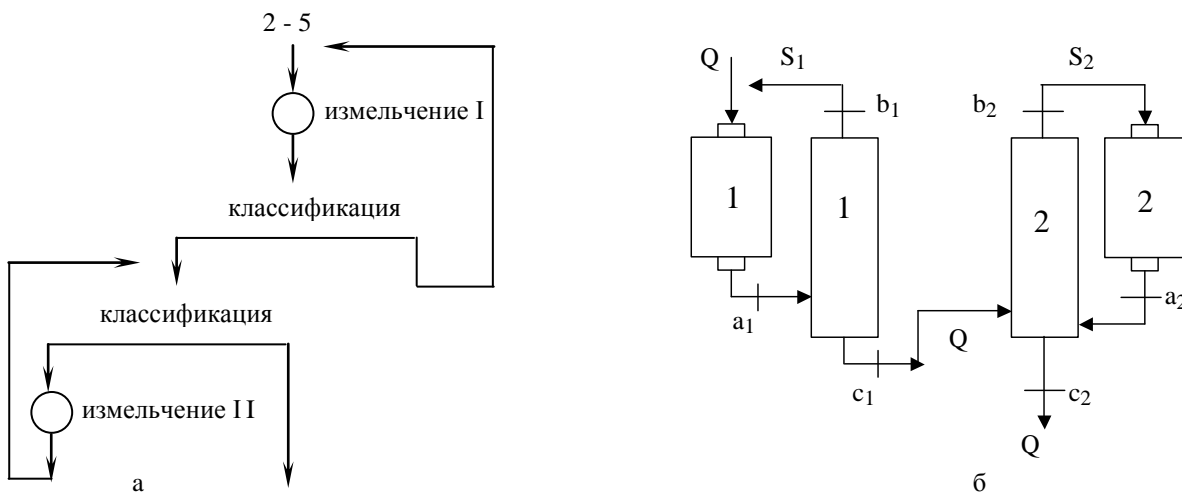 2 - 5
измельчение I
классификация
классификация
измельчение II
а
Q
S1
b1
1
1
a1
c1
Q
S2
b2
2
2
a2
c2
Q
б